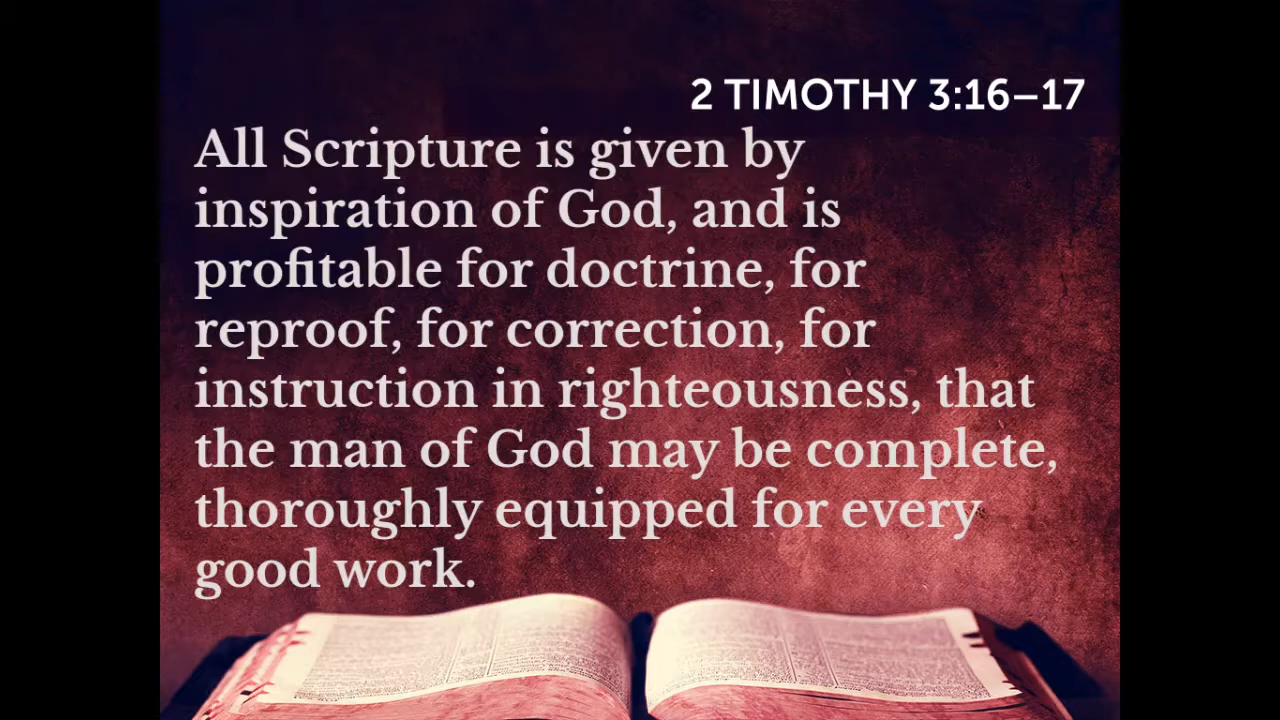 2 TIMOTHY 3:16–17
All Scripture is given by
inspiration of God, and is
profitable for doctrine, for
reproof, for correction, for
instruction in righteousness, that
the man of God may be complete,
thoroughly equipped for every
good work.